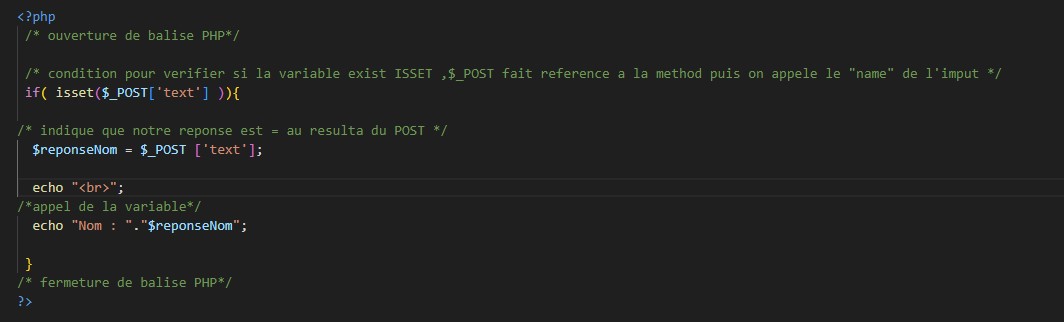 <?php
/* ouverture de balise PHP*/
/* condition pour verifier si la variable exist ISSET ,$_POST fait reference a la method puis on appele le "name" de l'imput */
if( isset($_POST['text'] )){
/* indique que notre reponse est = au resulta du POST */
$reponseNom = $_POST ['text'];
echo "<br>";
/*appel de la variable*/
echo "Nom : "."$reponseNom";
}
/* fermeture de balise PHP*/
?>